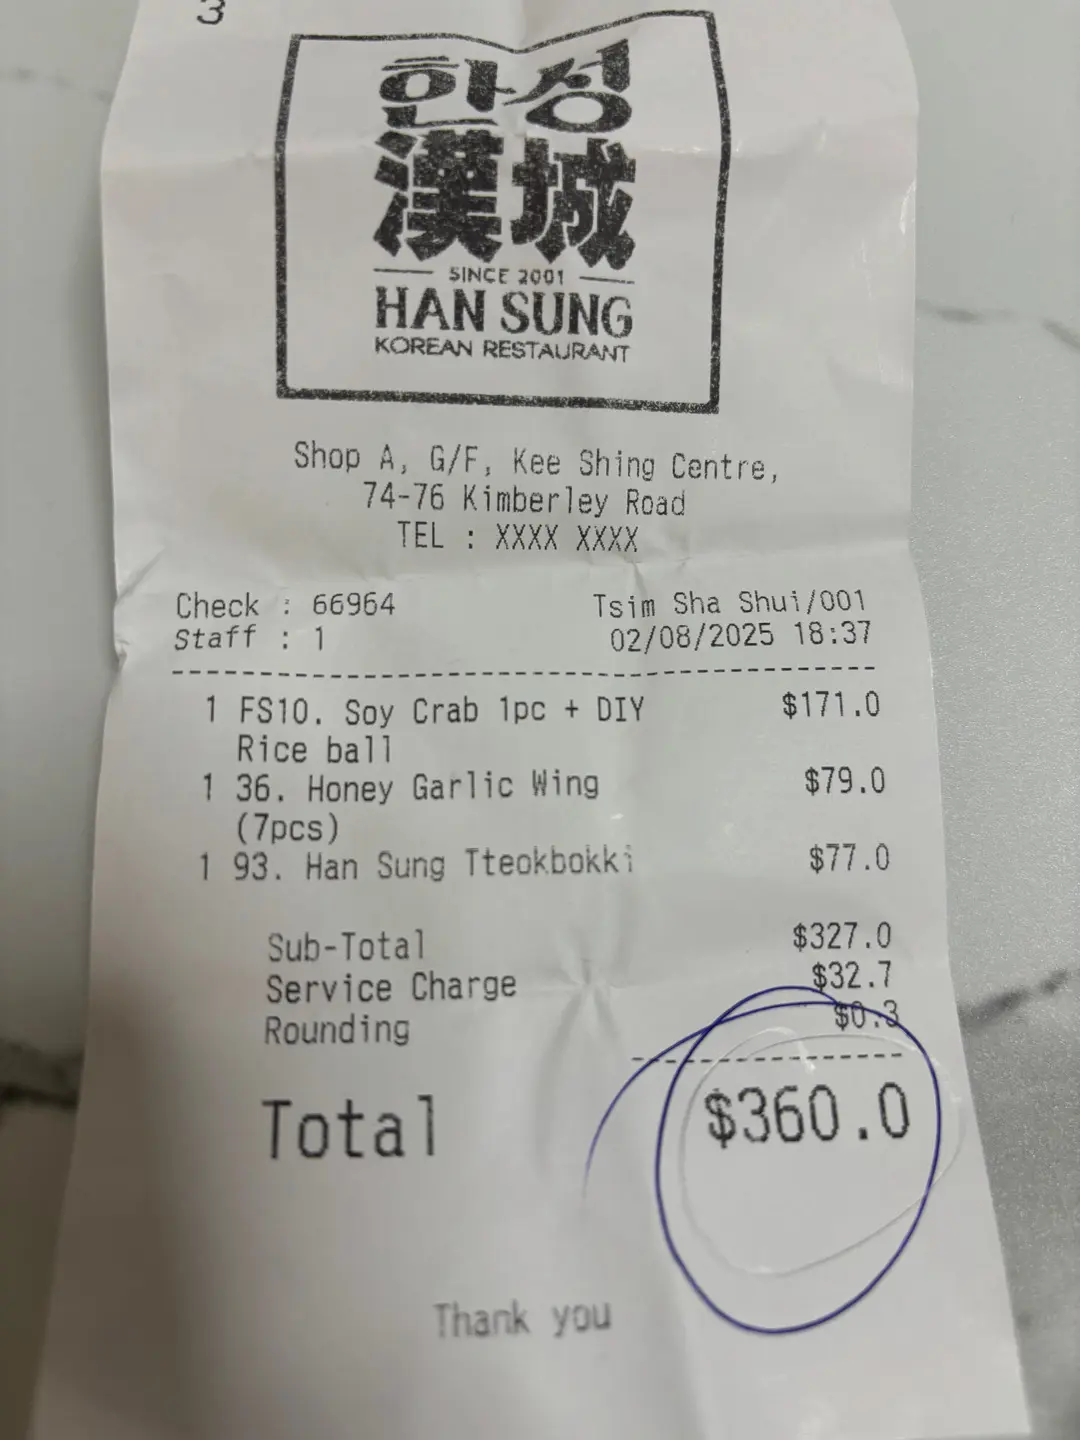 3
한성
漢城
SINCE 2001
HAN SUNG
KOREAN RESTAURANT
Shop A, G/F, Kee Shing Centre,
74-76 Kimberley Road
TEL : XXXX XXXX
Check : 66964 Tsim Sha Shui/001
Staff : 1 02/08/2025 18:37
1 FS10. Soy Crab 1pc + DIY $171.0
Rice ball
1 36. Honey Garlic Wing $79.0
(7pcs)
1 93. Han Sung Tteokbokki $77.0
Sub-Total $327.0
Service Charge $32.7
Rounding $0.3
Total $360.0
Thank you